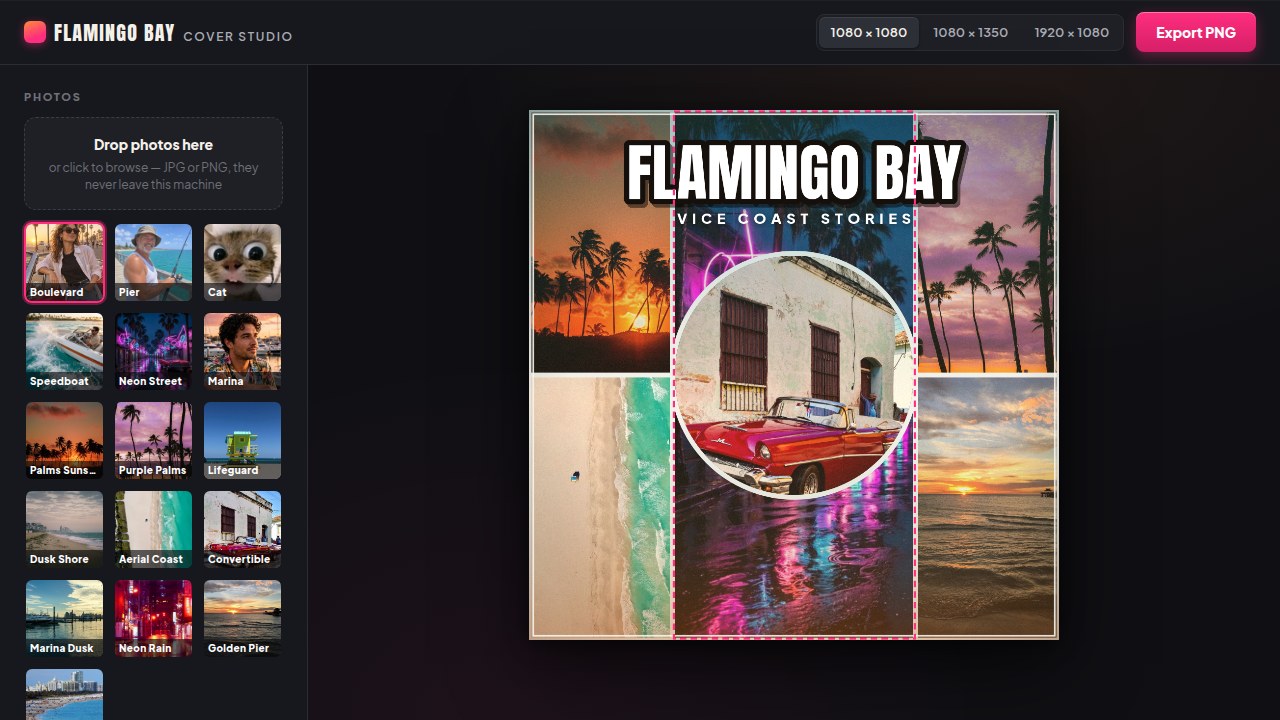 FLAMINGO BAY COVER STUDIO
1080 × 1080 1080 × 1350 1920 × 1080 Export PNG
PHOTOS
Drop photos here
or click to browse — JPG or PNG, they
never leave this machine
Boulevard Pier Cat
Speedboat Neon Street Marina
Palms Suns... Purple Palms Lifeguard
Dusk Shore Aerial Coast Convertible
Marina Dusk Neon Rain Golden Pier
FLAMINGO BAY
VICE COAST STORIES